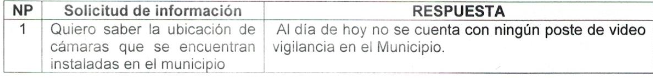 NP Solicitud de información RESPUESTA
1 Quiero saber la ubicación de Al día de hoy no se cuenta con ningún poste de video
cámaras que se encuentran vigilancia en el Municipio.
instaladas en el municipio